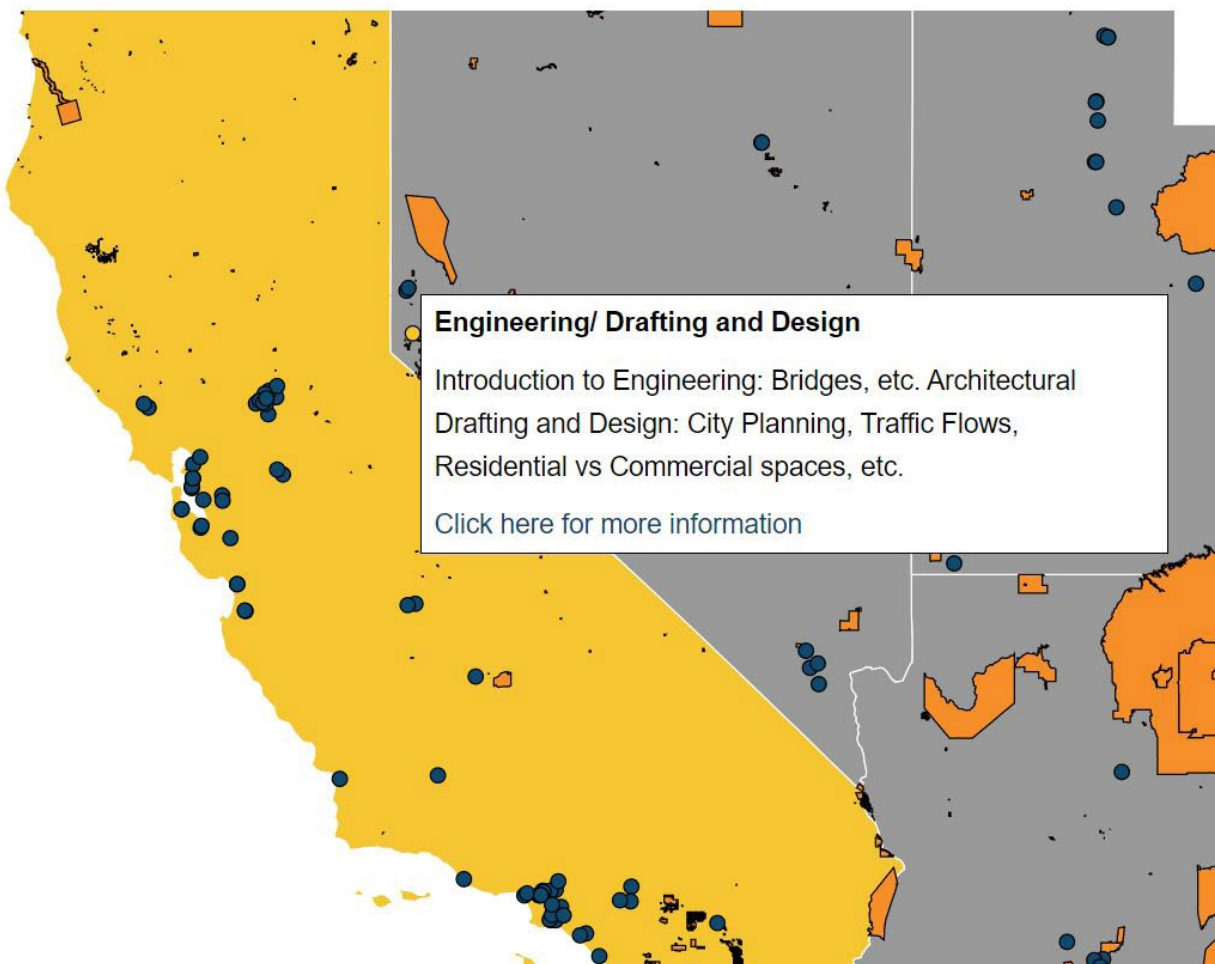 Engineering/ Drafting and Design
Introduction to Engineering: Bridges, etc. Architectural
Drafting and Design: City Planning, Traffic Flows,
Residential vs Commercial spaces, etc.
Click here for more information